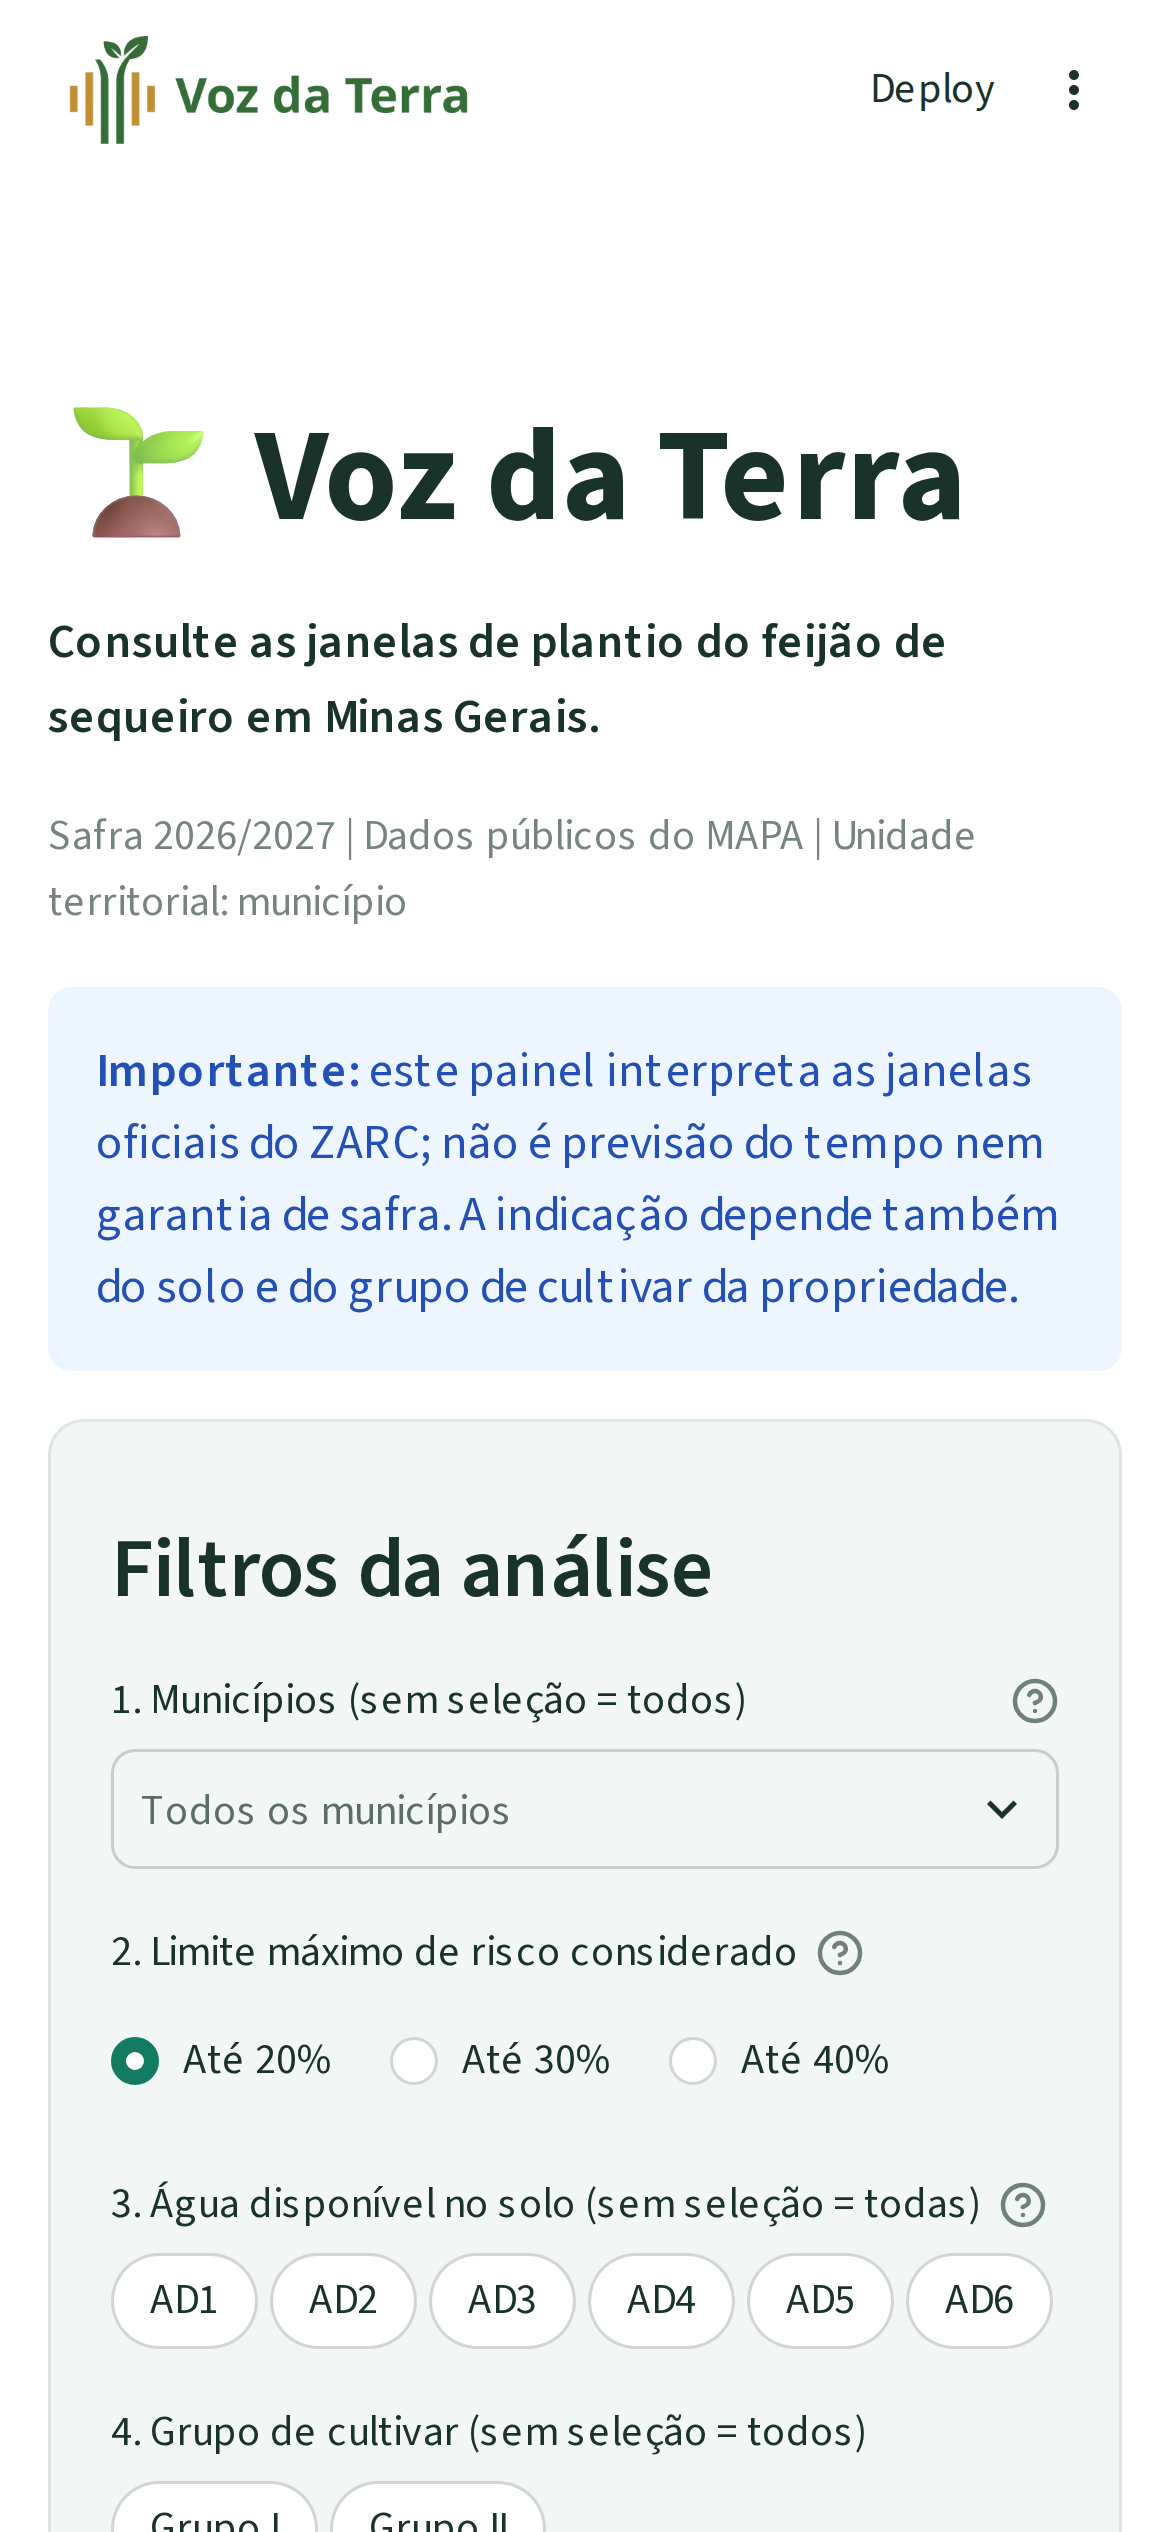 Voz da Terra
Deploy
Voz da Terra
Consulte as janelas de plantio do feijão de
sequeiro em Minas Gerais.
Safra 2026/2027 | Dados públicos do MAPA | Unidade
territorial: município
Importante: este painel interpreta as janelas
oficiais do ZARC; não é previsão do tempo nem
garantia de safra. A indicação depende também
do solo e do grupo de cultivar da propriedade.
Filtros da análise
1. Municípios (sem seleção = todos)
Todos os municípios
2. Limite máximo de risco considerado
Até 20% Até 30% Até 40%
3. Água disponível no solo (sem seleção = todas)
AD1 AD2 AD3 AD4 AD5 AD6
4. Grupo de cultivar (sem seleção = todos)
Grupo I Grupo II